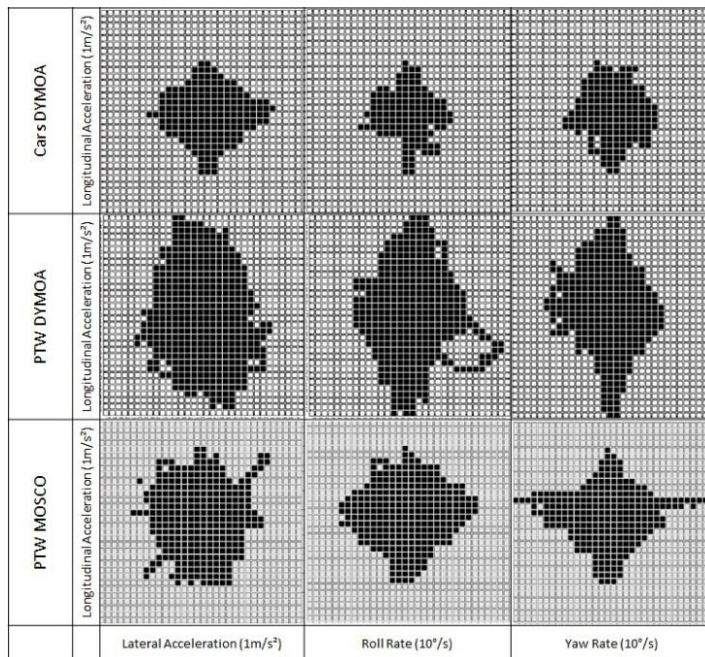 Cars DYMOA
Longitudinal Acceleration (1m/s²)
PTW DYMOA
Longitudinal Acceleration (1m/s²)
PTW MOSCO
Longitudinal Acceleration (1m/s²)
Lateral Acceleration (1m/s²)
Roll Rate (10°/s)
Yaw Rate (10°/s)